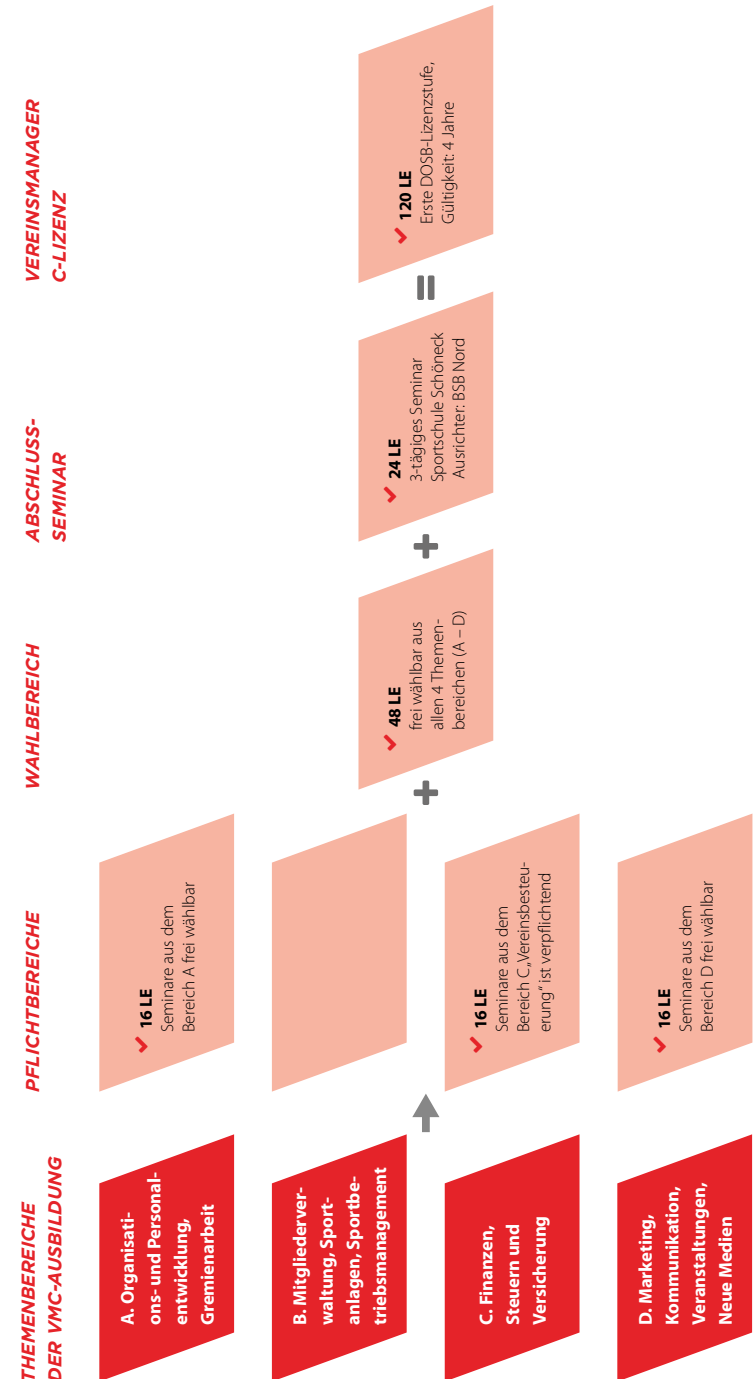 THEMENBEREICHE
DER VMC-AUSBILDUNG
PFLICHTBEREICHE
WAHLBEREICH
ABSCHLUSS-
SEMINAR
VEREINSMANAGER
C-LIZENZ
A. Organisati-
ons- und Personal-
entwicklung,
Gremienarbeit
16 LE
Seminare aus dem
Bereich A frei wählbar
B. Mitgliederver-
waltung, Sport-
anlagen, Sportbe-
triebsmanagement
48 LE
frei wählbar aus
allen 4 Themen-
bereichen (A – D)
24 LE
3-tägiges Seminar
Sportschule Schöneck
Ausrichter: BSB Nord
120 LE
Erste DOSB-Lizenzstufe,
Gültigkeit: 4 Jahre
C. Finanzen,
Steuern und
Versicherung
16 LE
Seminare aus dem
Bereich C „Vereinsbesteu-
erung“ ist verpflichtend
D. Marketing,
Kommunikation,
Veranstaltungen,
Neue Medien
16 LE
Seminare aus dem
Bereich D frei wählbar